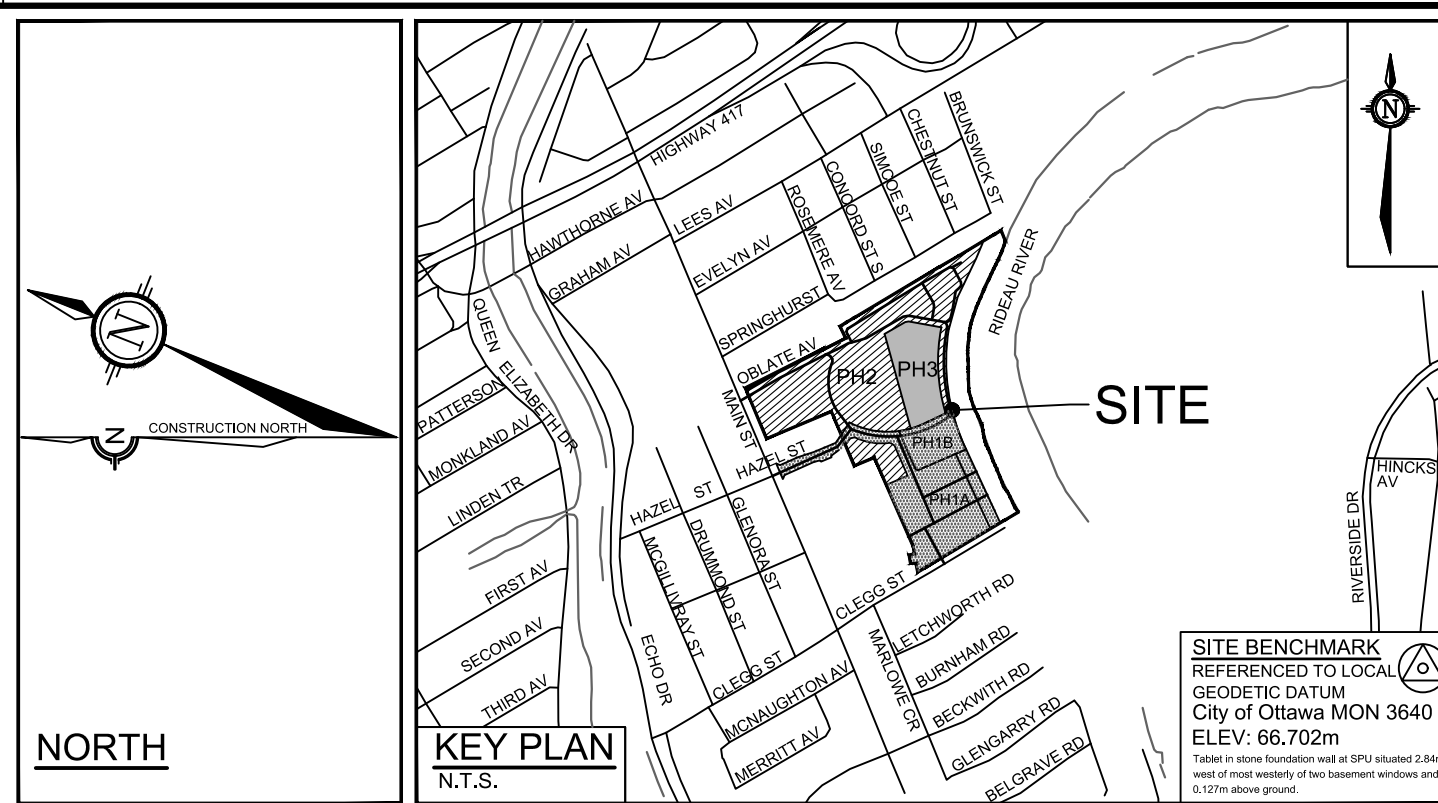 N
N
CONSTRUCTION NORTH
NORTH
HIGHWAY 417
BRUNSWICK ST
CHESTNUT ST
SIMCOE ST
CONCORD ST S
ROSEMERE AV
HAWTHORNE AV
LEES AV
GRAHAM AV
EVELYN AV
SPRINGHURST
OBLATE AV
RIDEAU RIVER
QUEEN ELIZABETH DR
PATTERSON
MONKLAND AV
LINDEN TR
MAIN ST
PH2
PH3
SITE
PH1B
PH1A
HAZEL ST
HAZEL ST
GLENORA ST
DRUMMOND ST
MCGILLIVRAY ST
FIRST AV
SECOND AV
THIRD AV
ECHO DR
CLEGG ST
CLEGG ST
MCNAUGHTON AV
MERRITT AV
MARLOWE CR
LETCHWORTH RD
BURNHAM RD
BECKWITH RD
GLENGARRY RD
BELGRAVE RD
KEY PLAN
N.T.S.
N
HINCKS
AV
RIVERSIDE DR
SITE BENCHMARK
REFERENCED TO LOCAL
GEODETIC DATUM
City of Ottawa MON 3640
ELEV: 66.702m
Tablet in stone foundation wall at SPU situated 2.84m
west of most westerly of two basement windows and
0.127m above ground.